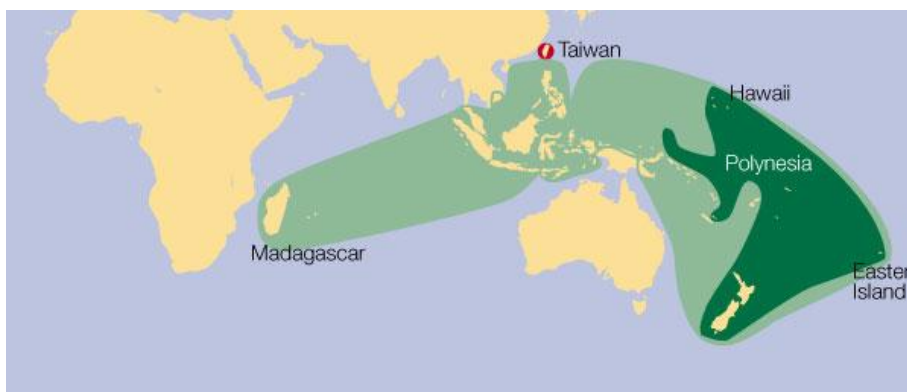 Taiwan
Hawaii
Polynesia
Madagascar
Easter
Island